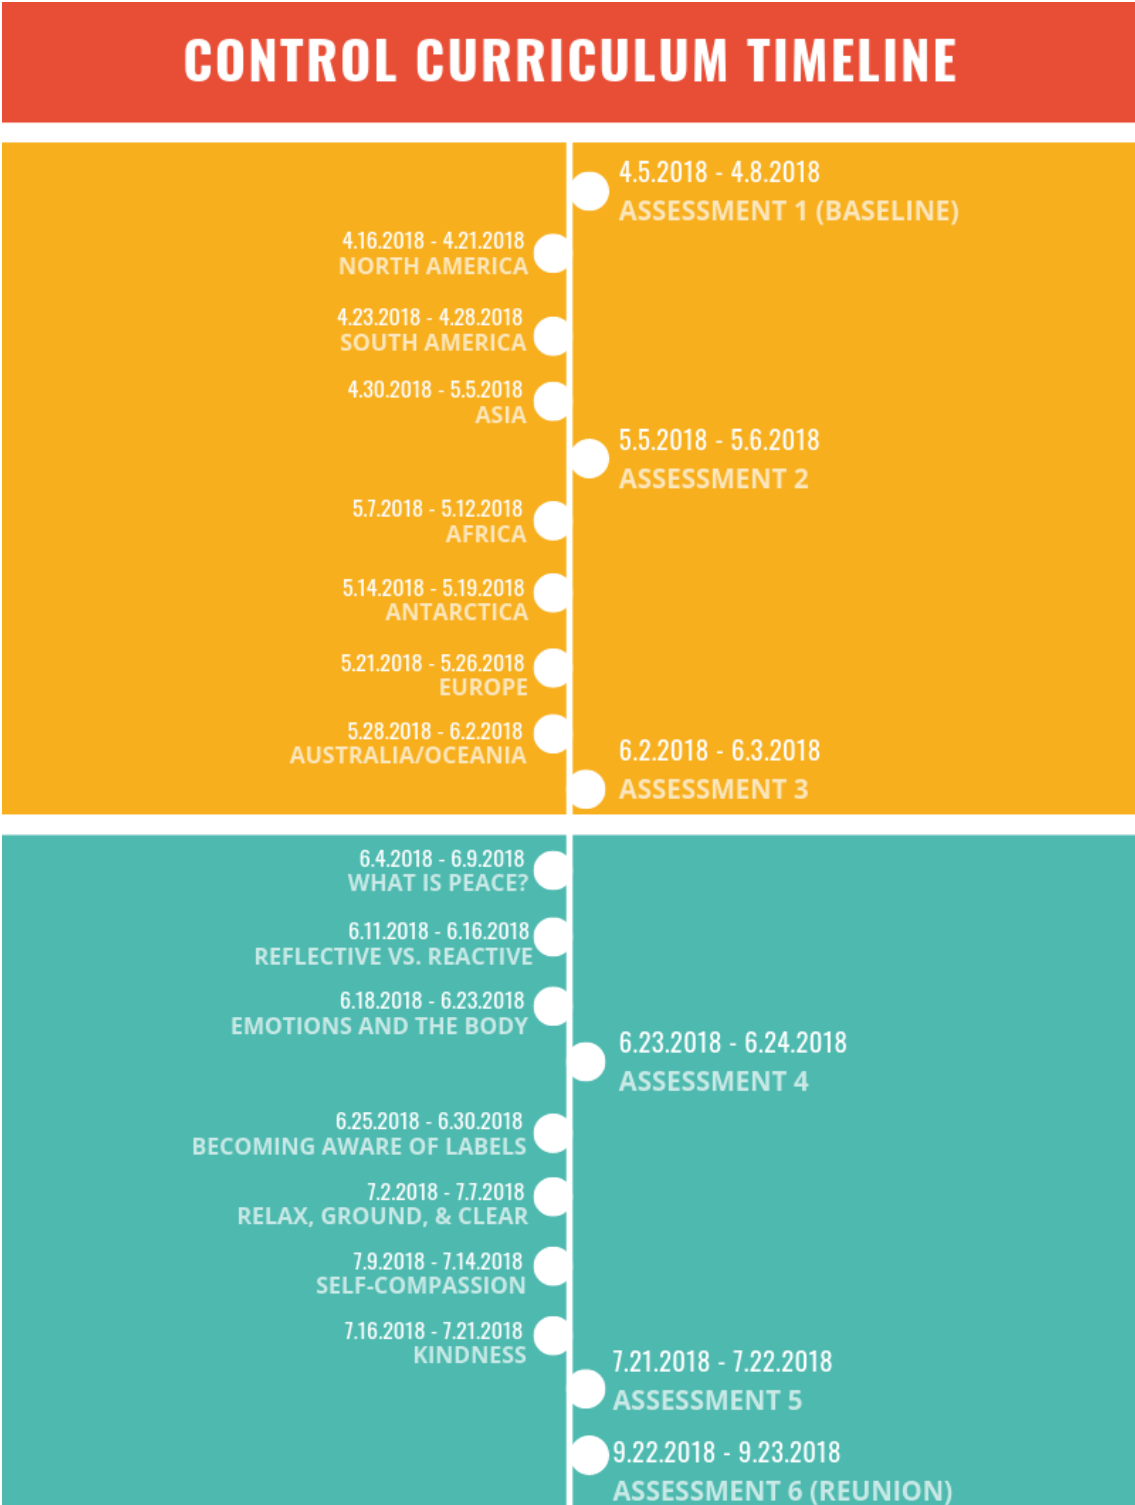 CONTROL CURRICULUM TIMELINE
4.5.2018 - 4.8.2018
ASSESSMENT 1 (BASELINE)
4.16.2018 - 4.21.2018
NORTH AMERICA
4.23.2018 - 4.28.2018
SOUTH AMERICA
4.30.2018 - 5.5.2018
ASIA
5.5.2018 - 5.6.2018
ASSESSMENT 2
5.7.2018 - 5.12.2018
AFRICA
5.14.2018 - 5.19.2018
ANTARCTICA
5.21.2018 - 5.26.2018
EUROPE
5.28.2018 - 6.2.2018
AUSTRALIA/OCEANIA
6.2.2018 - 6.3.2018
ASSESSMENT 3
6.4.2018 - 6.9.2018
WHAT IS PEACE?
6.11.2018 - 6.16.2018
REFLECTIVE VS. REACTIVE
6.18.2018 - 6.23.2018
EMOTIONS AND THE BODY
6.23.2018 - 6.24.2018
ASSESSMENT 4
6.25.2018 - 6.30.2018
BECOMING AWARE OF LABELS
7.2.2018 - 7.7.2018
RELAX, GROUND, & CLEAR
7.9.2018 - 7.14.2018
SELF-COMPASSION
7.16.2018 - 7.21.2018
KINDNESS
7.21.2018 - 7.22.2018
ASSESSMENT 5
9.22.2018 - 9.23.2018
ASSESSMENT 6 (REUNION)